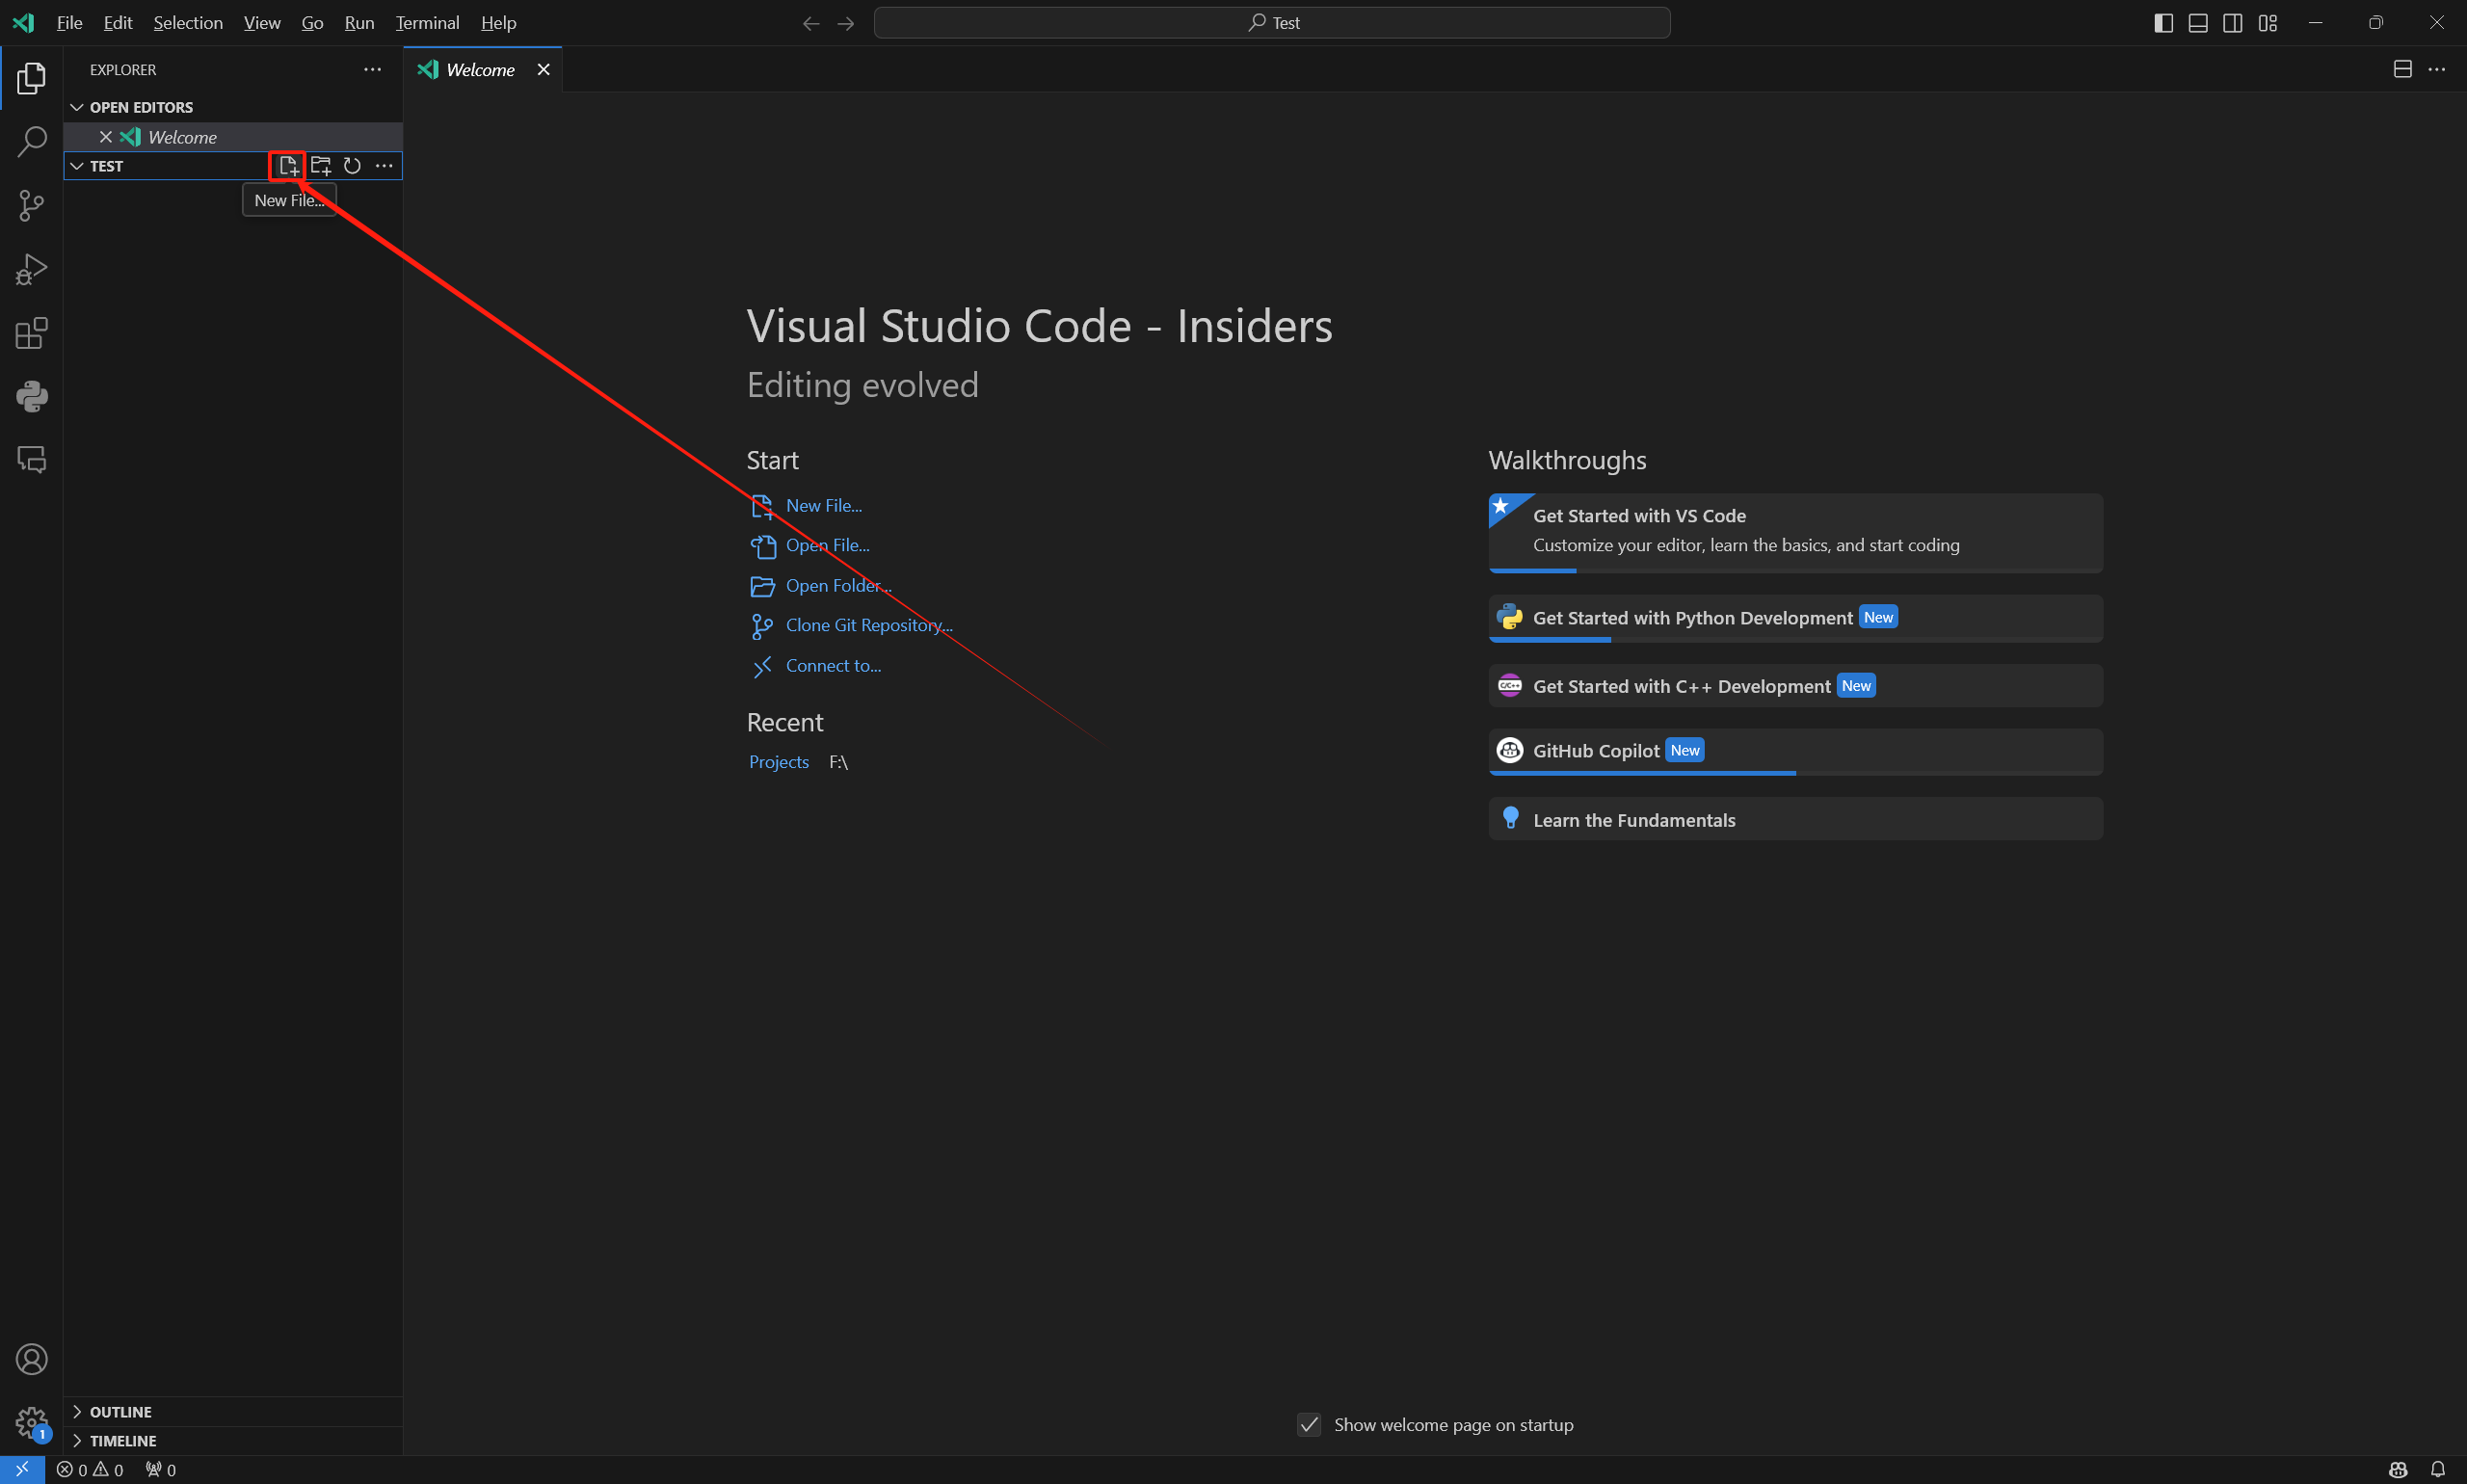 File Edit Selection View Go Run Terminal Help
Test
EXPLORER
OPEN EDITORS
Welcome
TEST
New File...
Welcome
Visual Studio Code - Insiders
Editing evolved
Start
New File...
Open File...
Open Folder...
Clone Git Repository...
Connect to...
Recent
Projects F:\
Walkthroughs
Get Started with VS Code
Customize your editor, learn the basics, and start coding
Get Started with Python Development New
C/C++ Get Started with C++ Development New
GitHub Copilot New
Learn the Fundamentals
Show welcome page on startup
1
OUTLINE
TIMELINE
0 0 0